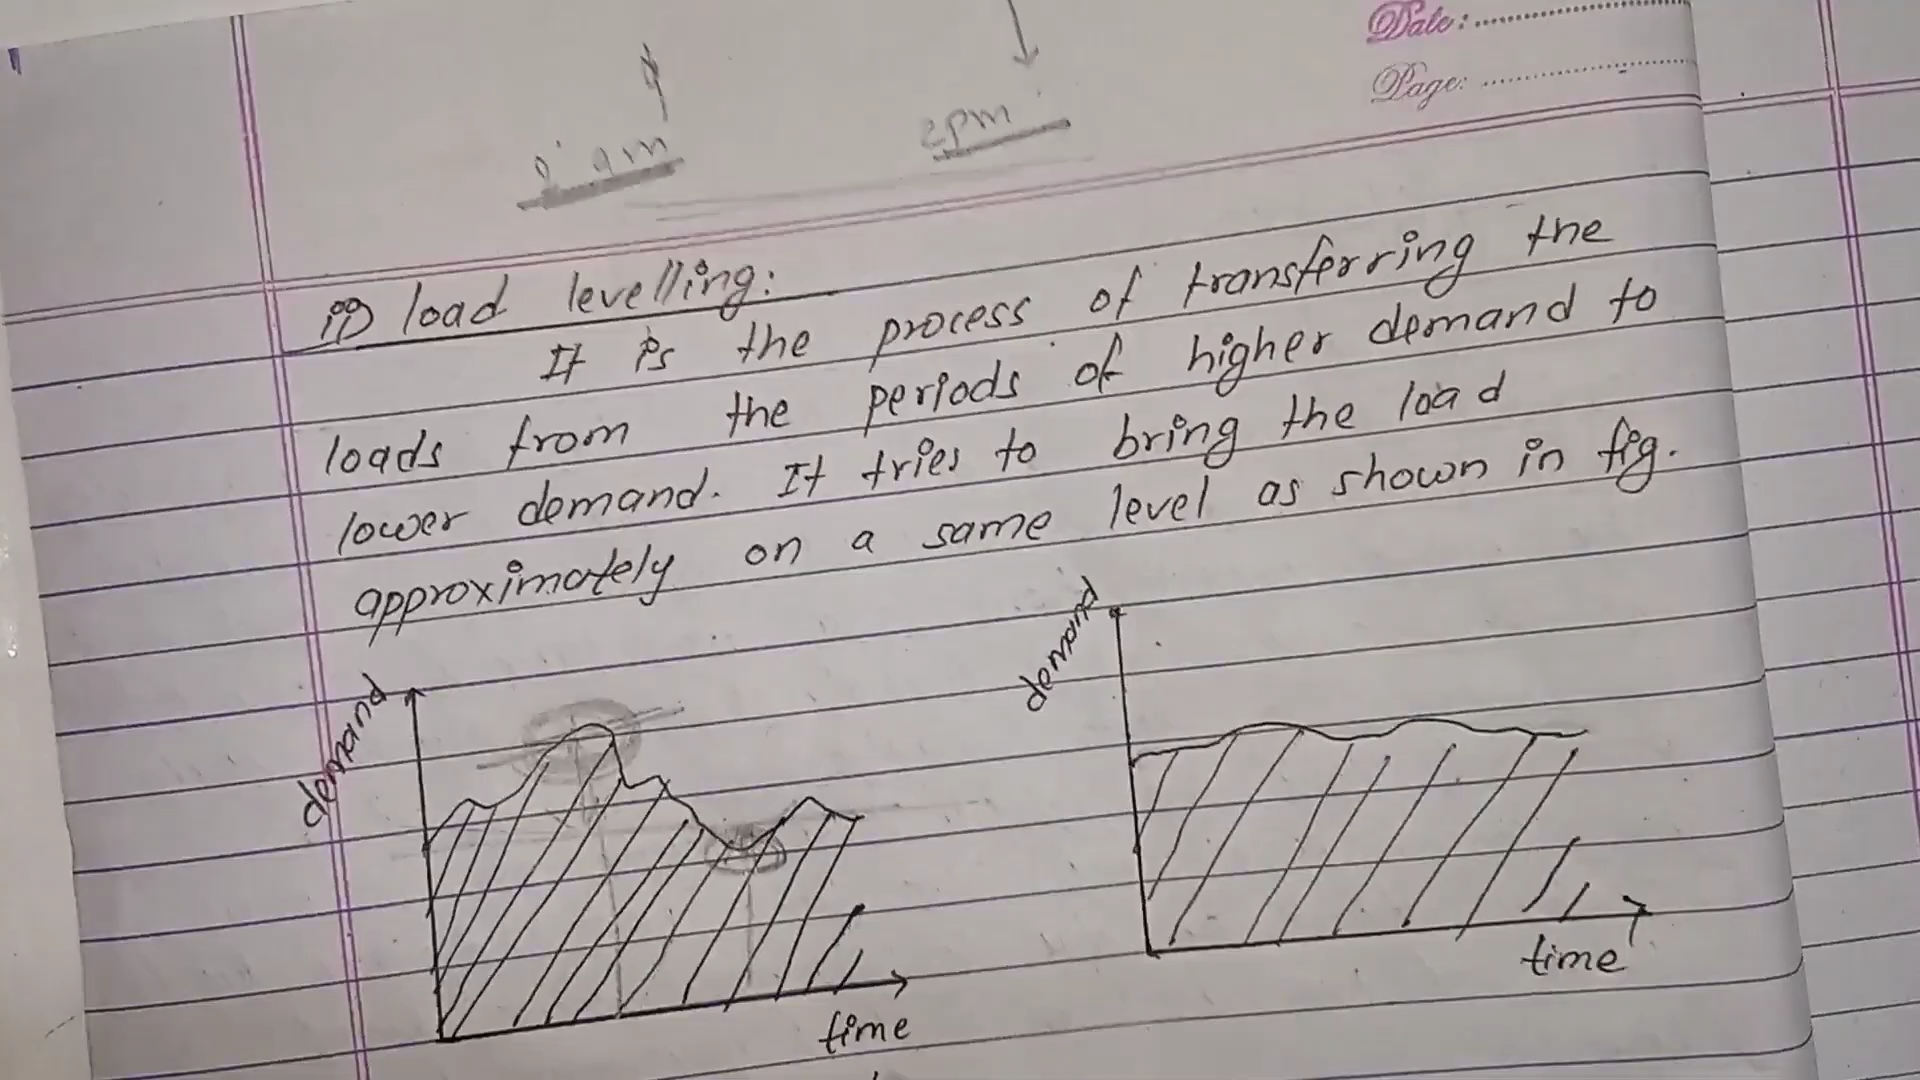 Date:
Page:
2pm
ii) load levelling:
It is the process of transferring the
loads from the periods of higher demand to
lower demand. It tries to bring the load
approximately on a same level as shown in fig.
demand
demand
time
time